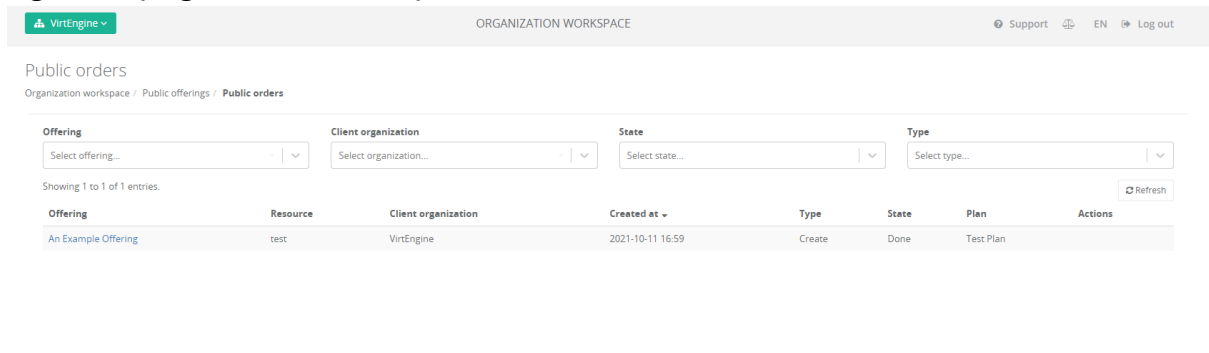 VirtEngine ORGANIZATION WORKSPACE Support EN Log out
Public orders
Organization workspace / Public offerings / Public orders
Offering Client organization State Type
Select offering... Select organization... Select state... Select type...
Showing 1 to 1 of 1 entries. Refresh
Offering Resource Client organization Created at Type State Plan Actions
An Example Offering test VirtEngine 2021-10-11 16:59 Create Done Test Plan